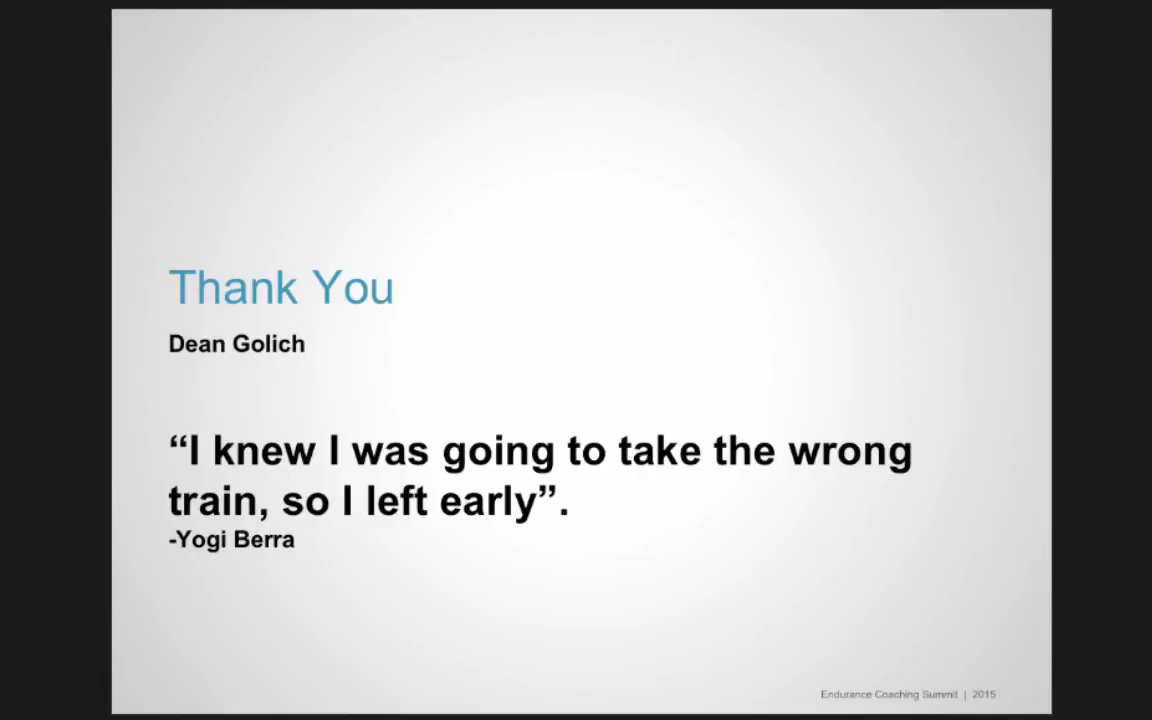 Thank You
Dean Golich
“I knew I was going to take the wrong
train, so I left early”.
-Yogi Berra
Endurance Coaching Summit | 2015